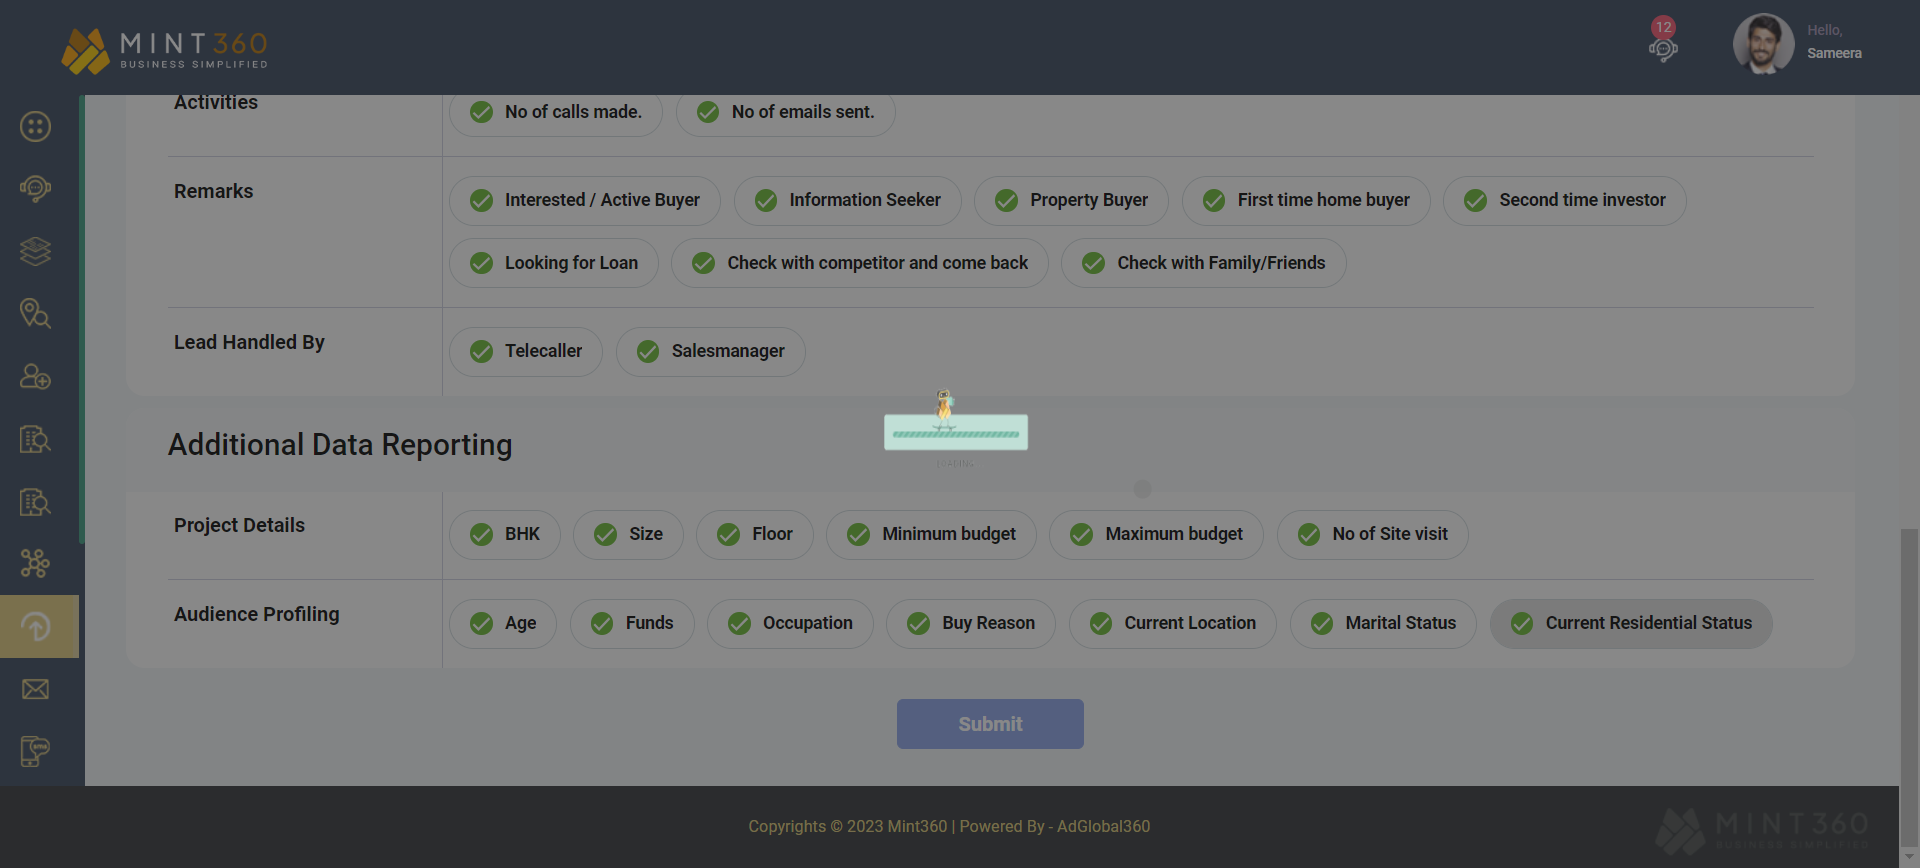 MINT360
BUSINESS SIMPLIFIED
12
Hello,
Sameera
Activities
No of calls made.
No of emails sent.
Remarks
Interested / Active Buyer
Information Seeker
Property Buyer
First time home buyer
Second time investor
Looking for Loan
Check with competitor and come back
Check with Family/Friends
Lead Handled By
Telecaller
Salesmanager
LOADING
Additional Data Reporting
Project Details
BHK
Size
Floor
Minimum budget
Maximum budget
No of Site visit
Audience Profiling
Age
Funds
Occupation
Buy Reason
Current Location
Marital Status
Current Residential Status
Submit
Copyrights © 2023 Mint360 | Powered By - AdGlobal360
MINT360
BUSINESS SIMPLIFIED